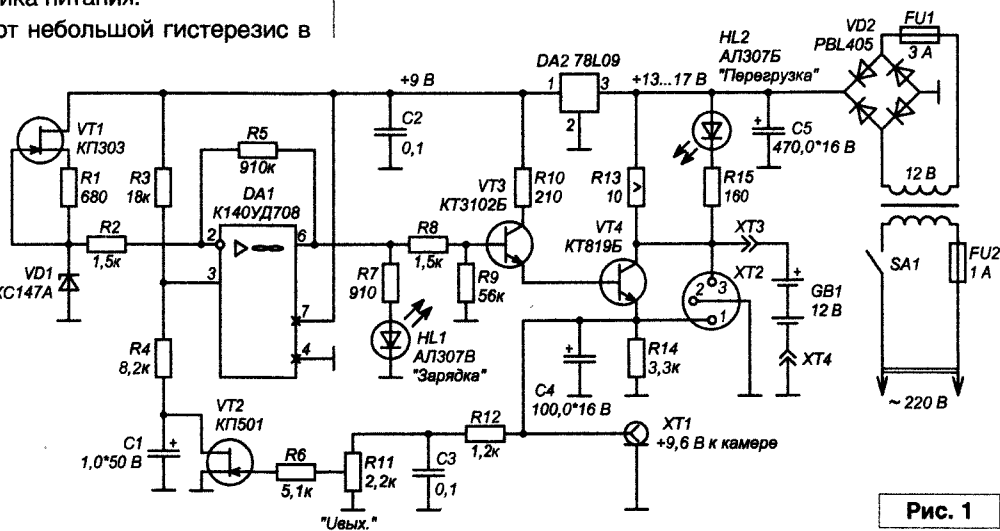 ика питания.
от небольшой гистерезис в
VT1
КП303
R1
680
R3
18к
R5
910к
+9 В
C2
0,1
DA2 78L09
1
3
2
+13...17 В
HL2
АЛ307Б
"Перегрузка"
VD2
PBL405
FU1
3 А
C5
470,0*16 В
+
12 В
DA1
К140УД708
R2
1,5к
2
3
6
7
4
VD1
КС147А
R4
8,2к
R7
910
R8
1,5к
R9
56к
VT3
КТ3102Б
R10
210
R13
10
VT4
КТ819Б
R15
160
XT3
XT2
2
3
1
GB1
12 В
+
XT4
SA1
FU2
1 А
~ 220 В
HL1
АЛ307В
"Зарядка"
C4
100,0*16 В
+
R14
3,3к
VT2
КП501
C1
1,0*50 В
+
R6
5,1к
R11
2,2к
"Uвых."
C3
0,1
R12
1,2к
XT1
+9,6 В к камере
Рис. 1